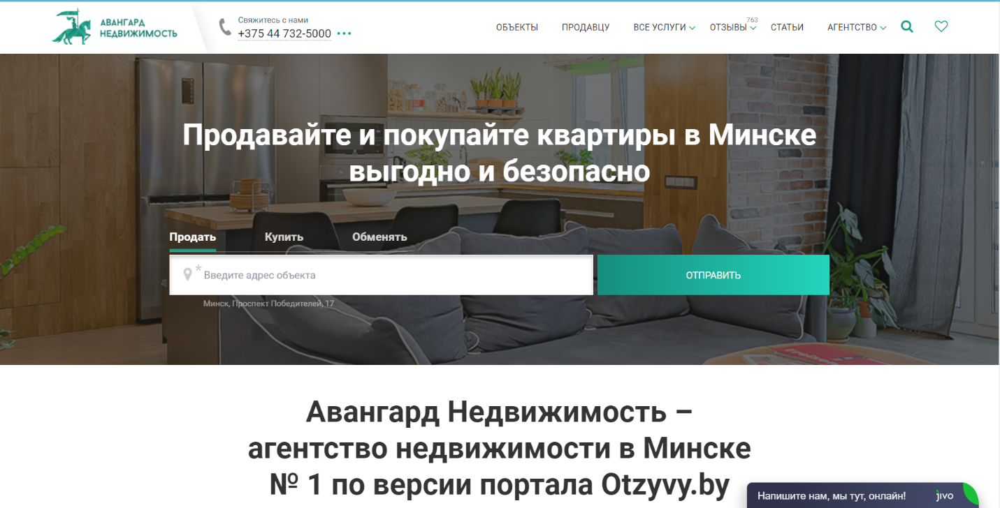 АВАНГАРД
НЕДВИЖИМОСТЬ
Свяжитесь с нами
+375 44 732-5000
ОБЪЕКТЫ
ПРОДАВЦУ
ВСЕ УСЛУГИ
ОТЗЫВЫ 763
СТАТЬИ
АГЕНТСТВО
Продавайте и покупайте квартиры в Минске
выгодно и безопасно
Продать
Купить
Обменять
* Введите адрес объекта
ОТПРАВИТЬ
Минск, Проспект Победителей, 17
Авангард Недвижимость –
агентство недвижимости в Минске
№ 1 по версии портала Otzyvy.by
Напишите нам, мы тут, онлайн!
jivo